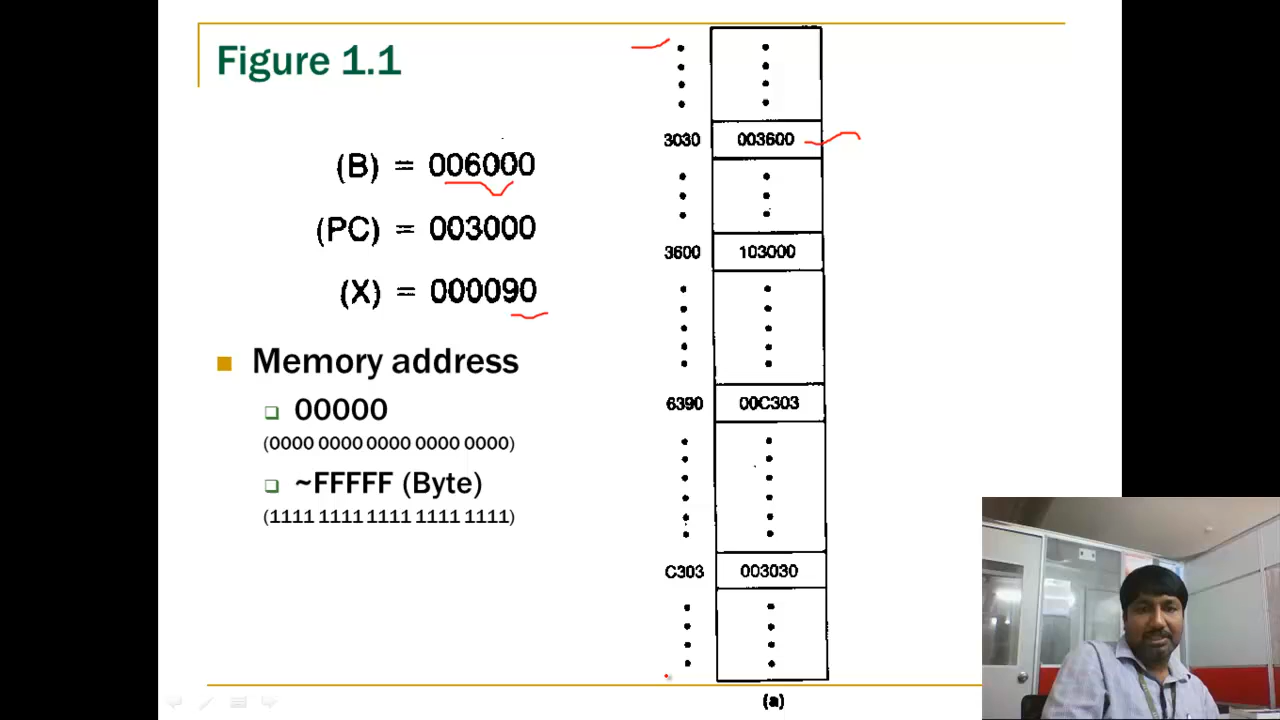 Figure 1.1
(B) = 006000
(PC) = 003000
(X) = 000090
Memory address
00000
(0000 0000 0000 0000 0000)
~FFFFF (Byte)
(1111 1111 1111 1111 1111)
3030 003600
3600 103000
6390 00C303
C303 003030
(a)